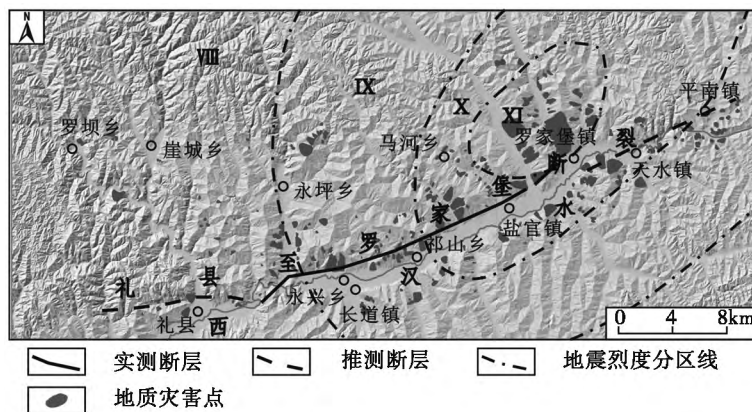 N
Ⅷ
Ⅸ
Ⅹ
Ⅺ
平南镇
罗坝乡
崖城乡
马河乡
罗家堡镇
天水镇
永坪乡
盐官镇
祁山乡
永兴乡
长道镇
礼县
礼县至罗家堡断裂
西汉水
0 4 8km
实测断层 推测断层 地震烈度分区线
地质灾害点